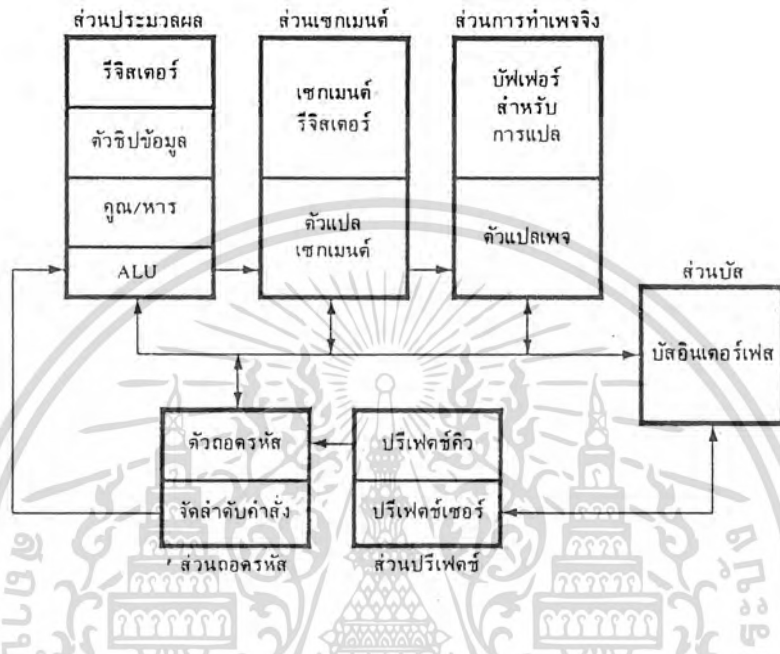 ส่วนประมวลผล
รีจิสเตอร์
ตัวชิปข้อมูล
คูณ/หาร
ALU
ส่วนเซกเมนต์
เซกเมนต์
รีจิสเตอร์
ตัวแปล
เซกเมนต์
ส่วนการทำเพจจิง
บัฟเฟอร์
สำหรับ
การแปล
ตัวแปลเพจ
ส่วนบัส
บัสอินเตอร์เฟส
ตัวถอดรหัส
จัดลำดับคำสั่ง
ส่วนถอดรหัส
ปรีเฟตช์คิว
ปรีเฟตช์เซอร์
ส่วนปรีเฟตช์